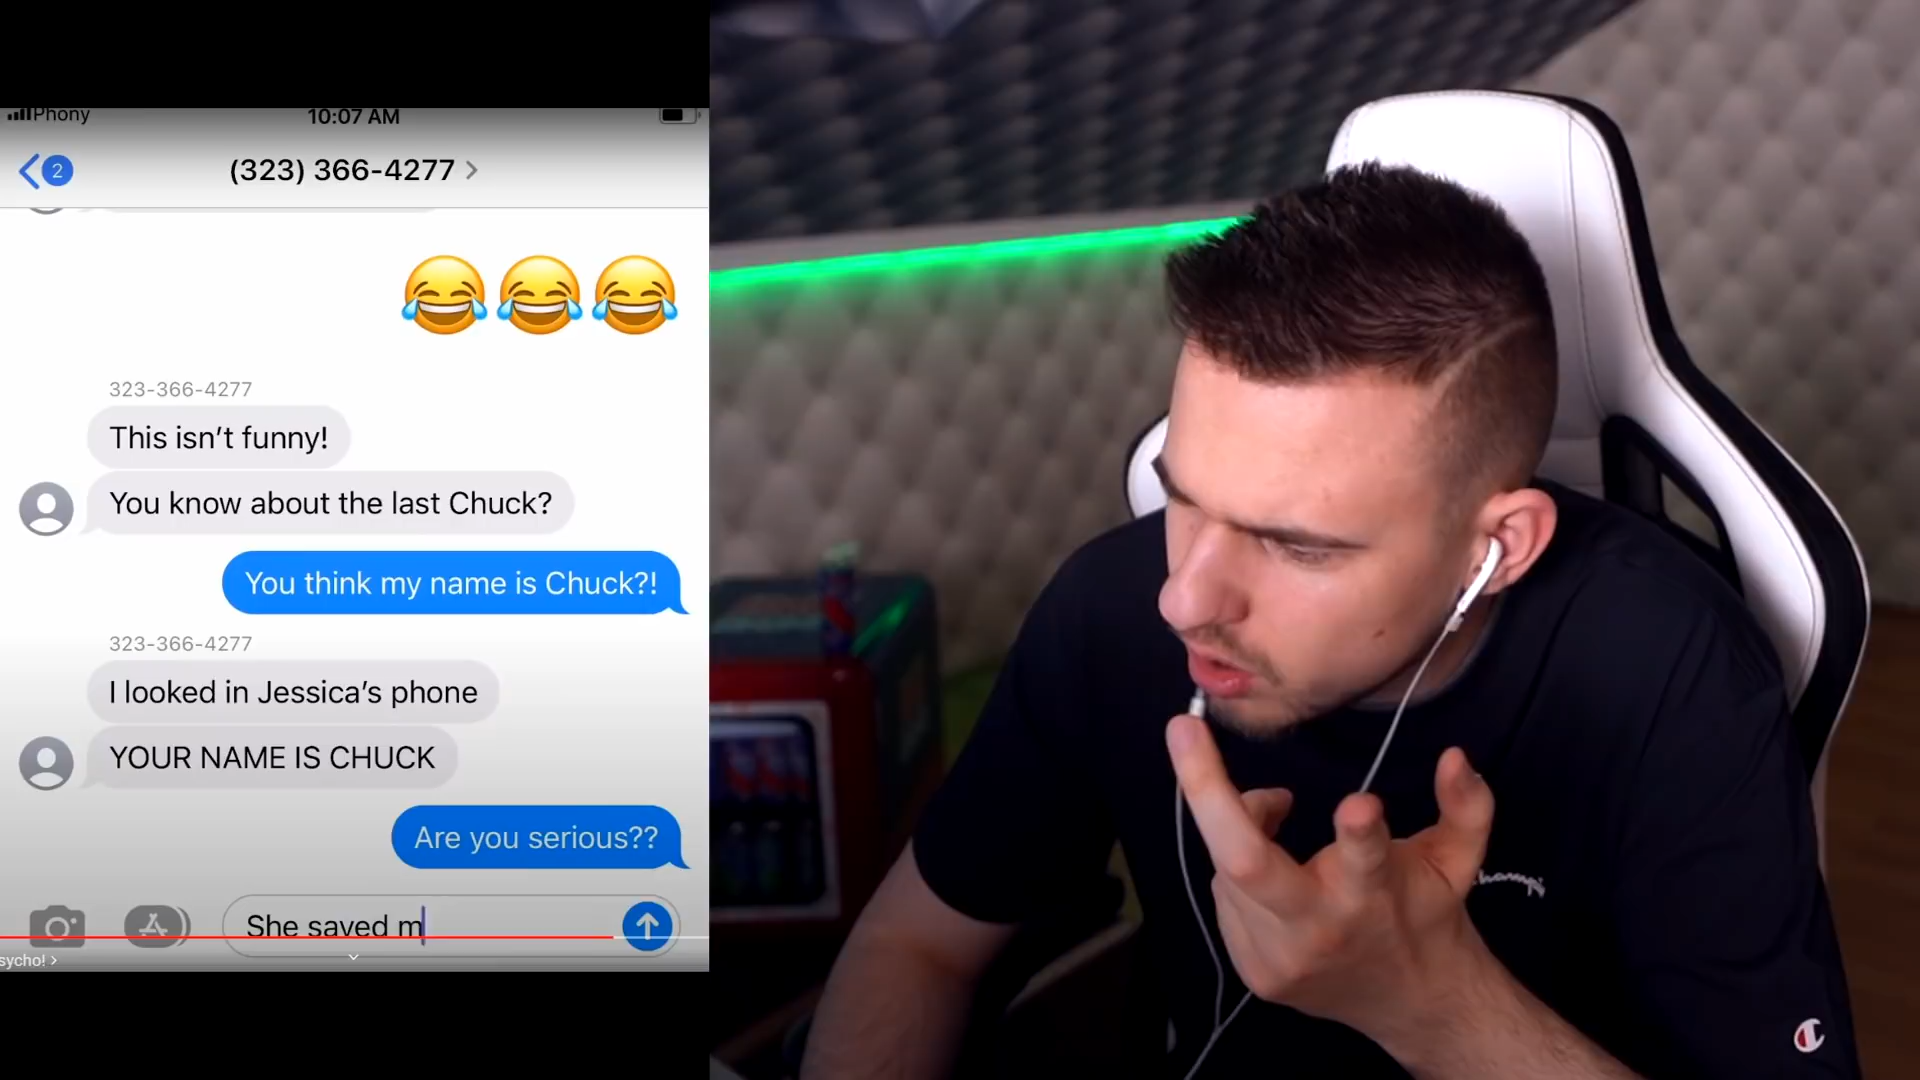 Phony
10:07 AM
2
(323) 366-4277
323-366-4277
This isn't funny!
You know about the last Chuck?
You think my name is Chuck?!
323-366-4277
I looked in Jessica's phone
YOUR NAME IS CHUCK
Are you serious??
She saved m
sycho!